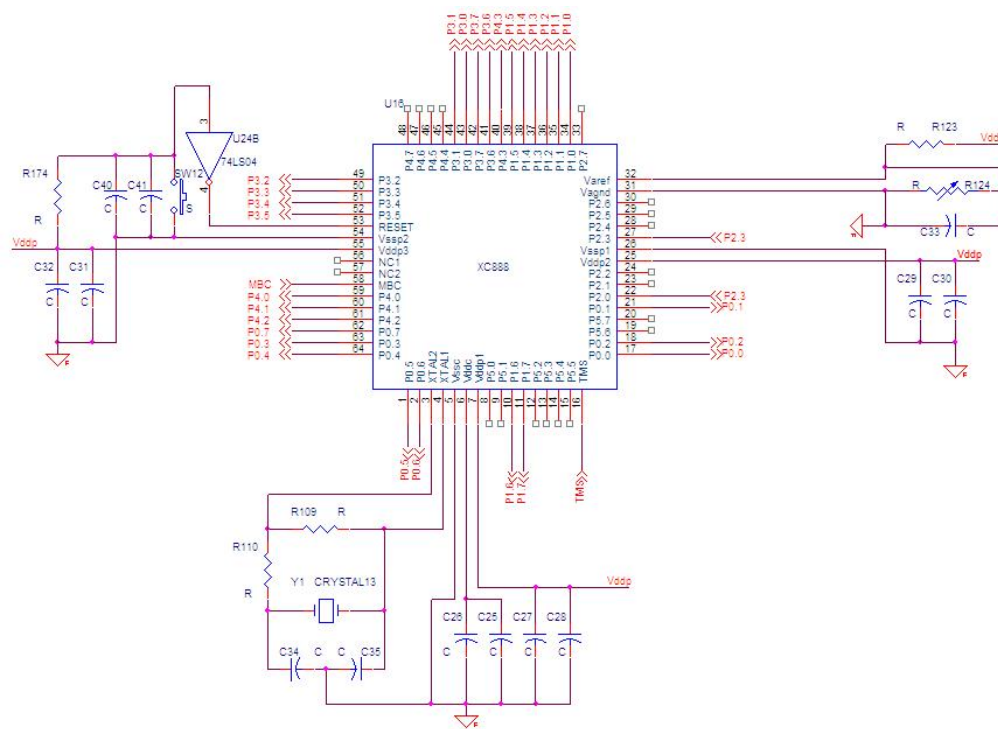 P3.1 P3.0 P3.7 P3.6 P4.3 P1.5 P1.4 P1.3 P1.2 P1.1 P1.0
U16
48 47 46 45 44 43 42 41 40 39 38 37 36 35 34 33
P4.7 P4.6 P4.5 P4.4 P3.1 P3.0 P3.7 P3.6 P4.3 P1.5 P1.4 P1.3 P1.2 P1.1 P1.0 P2.7
3
U24B
74LS04
4
R174
R
C40
C
C41
C
SW12
S
Vddp
C32
C
C31
C
P3.2 49 P3.2
P3.3 50 P3.3
P3.4 51 P3.4
P3.5 52 P3.5
53 RESET
54 Vssp2
55 Vddp3
56 NC1
57 NC2
MBC 58 MBC
P4.0 59 P4.0
P4.1 60 P4.1
P4.2 61 P4.2
P0.7 62 P0.7
P0.3 63 P0.3
P0.4 64 P0.4
XC888
Varef 32
Vagnd 31
P2.6 30
P2.5 29
P2.4 28
P2.3 27 P2.3
Vssp1 26
Vddp2 25
P2.2 24
P2.1 23
P2.0 22 P2.3
P0.1 21 P0.1
P5.7 20
P5.6 19
P0.2 18 P0.2
P0.0 17 P0.0
R R123
R R124
C33 C
Vddp
C29
C
C30
C
P0.5 P0.6 XTAL2 XTAL1 Vssc Vddc Vddp1 P5.0 P5.1 P1.6 P1.7 P5.2 P5.3 P5.4 P5.5 TMS
1 2 3 4 5 6 7 8 9 10 11 12 13 14 15 16
P0.5 P0.6 P1.6 P1.7 TMS
R109 R
R110
R
Y1 CRYSTAL13
C34 C C C35
Vddp
C26
C
C25
C
C27
C
C28
C